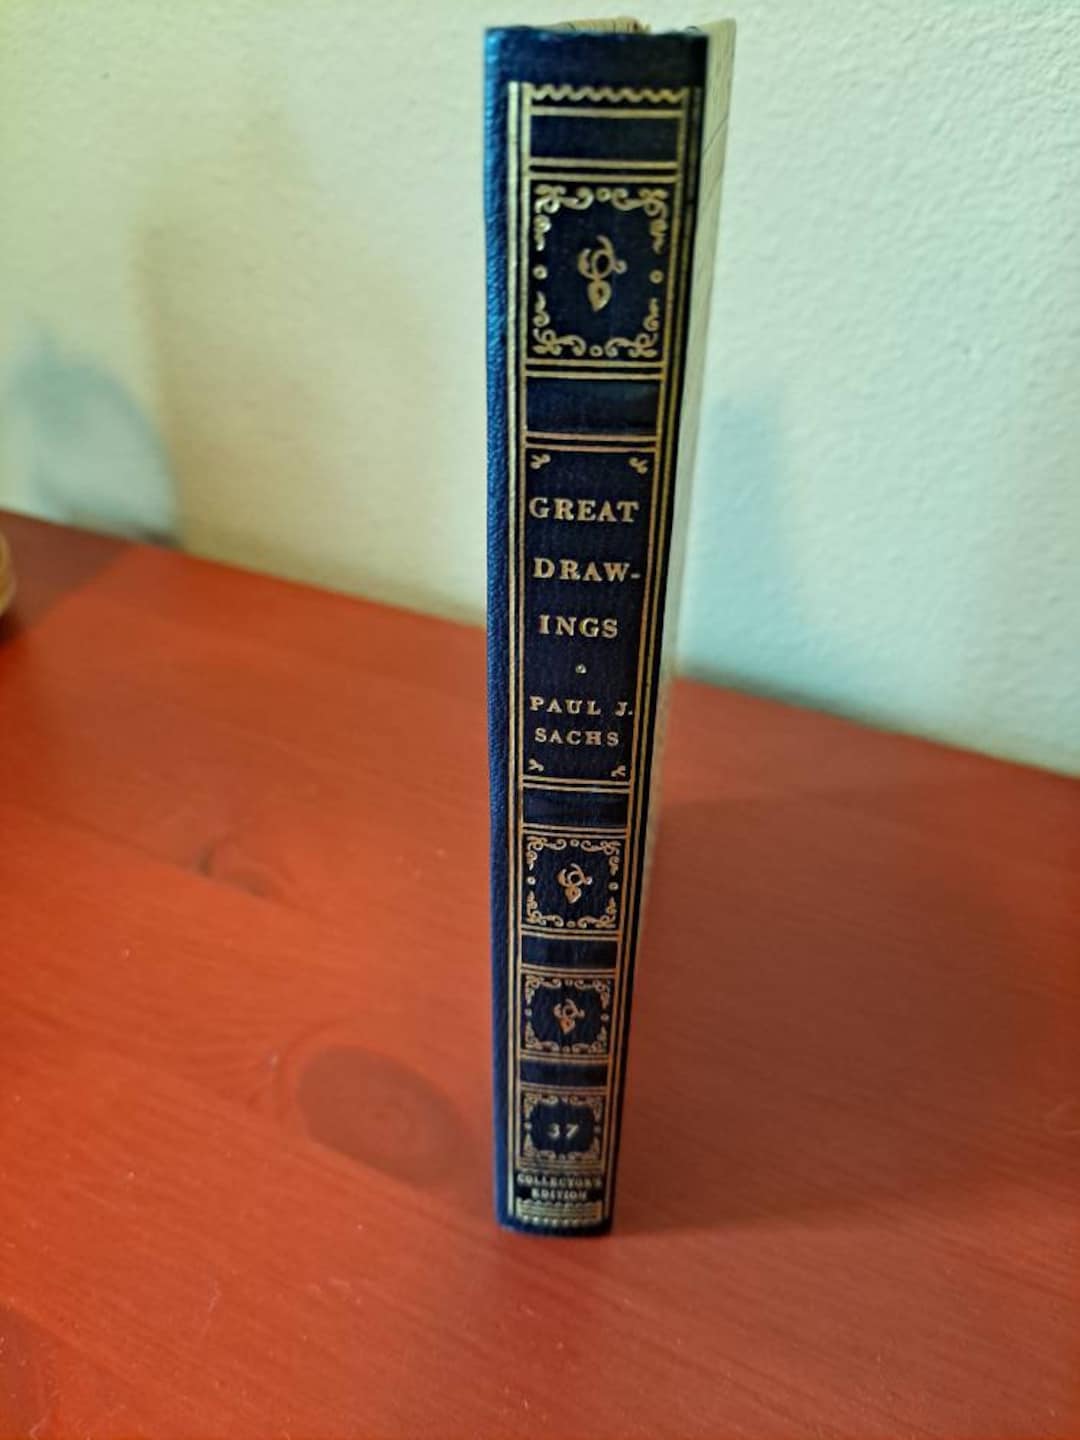 GREAT
DRAW-
INGS
PAUL J.
SACHS
37
COLLECTOR'S
EDITION